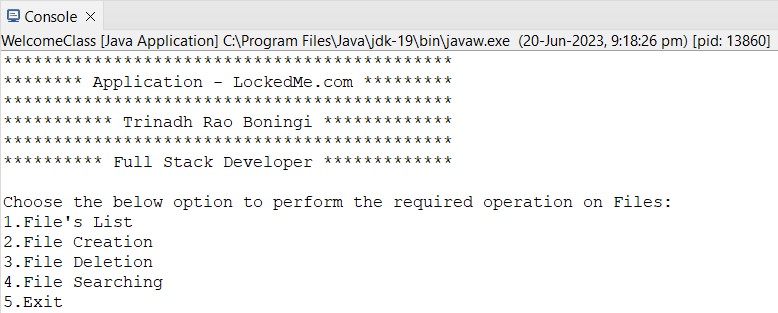 Console
WelcomeClass [Java Application] C:\Program Files\Java\jdk-19\bin\javaw.exe (20-Jun-2023, 9:18:26 pm) [pid: 13860]
*********************************************
******** Application - LockedMe.com *********
*********************************************
*********** Trinadh Rao Boningi *************
*********************************************
********** Full Stack Developer *************
Choose the below option to perform the required operation on Files:
1.File's List
2.File Creation
3.File Deletion
4.File Searching
5.Exit